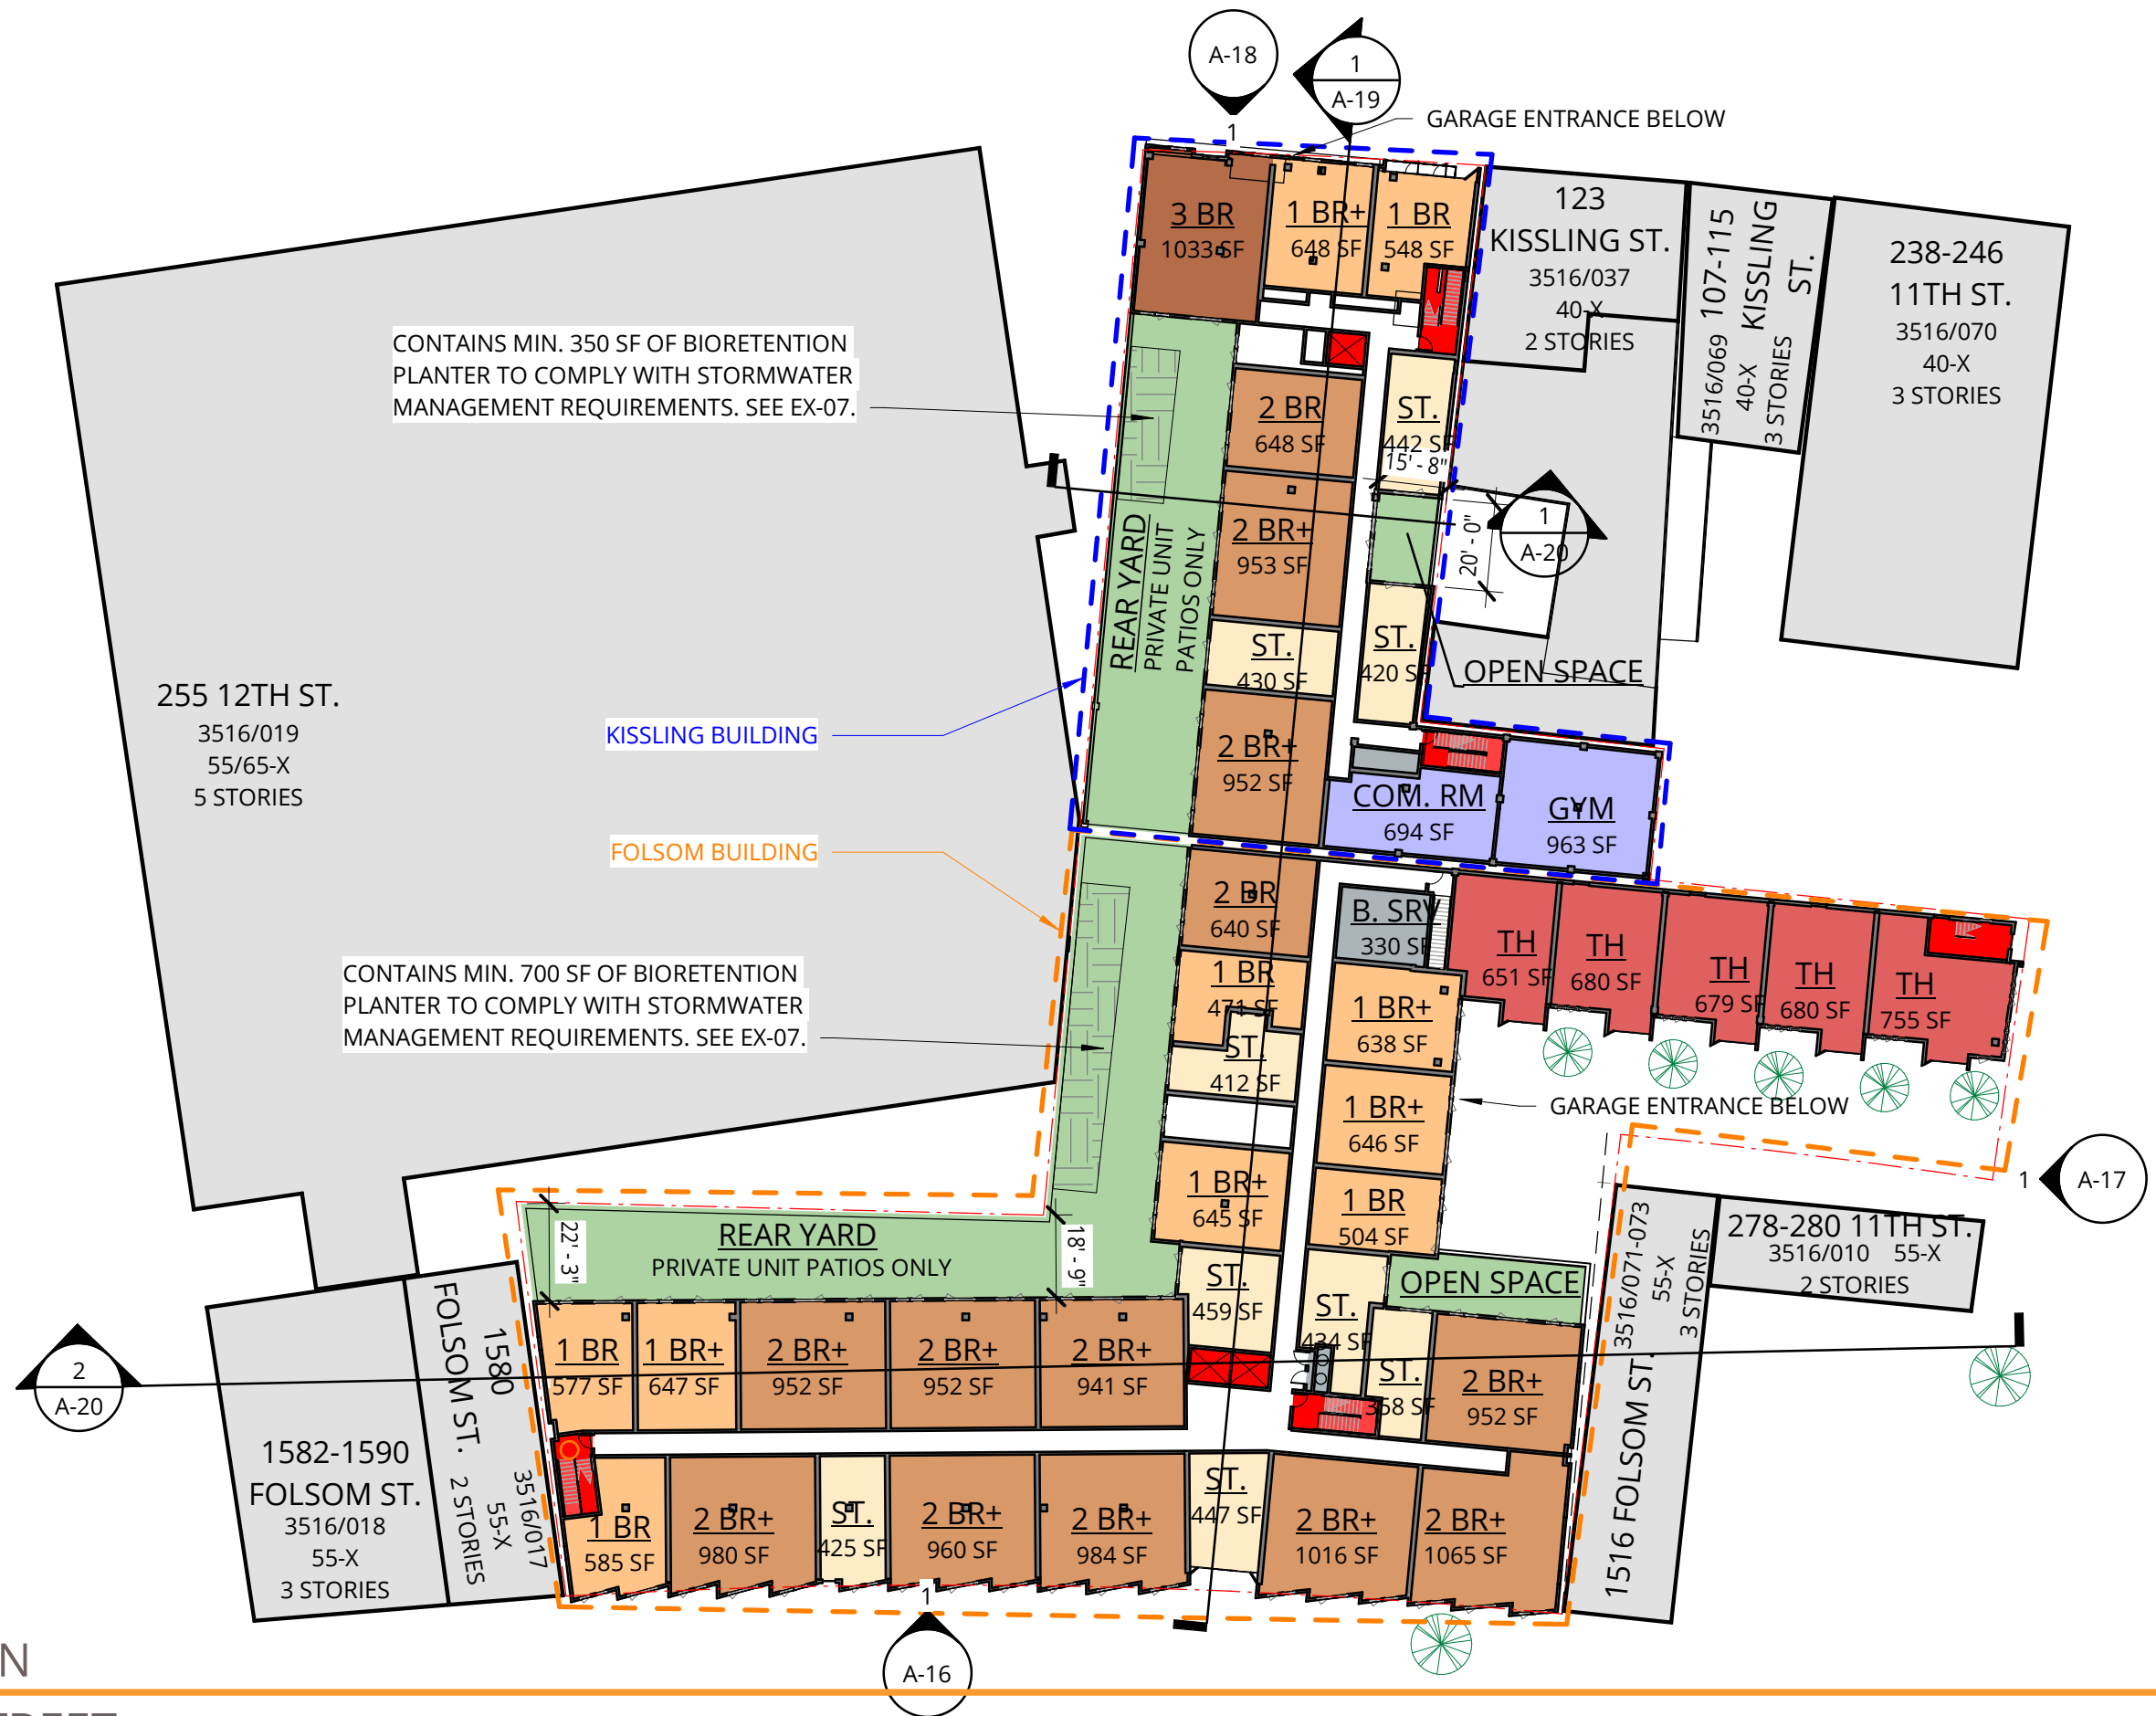 A-18
1
1
A-19
GARAGE ENTRANCE BELOW
3 BR
1033 SF
1 BR+
648 SF
1 BR
548 SF
123
KISSLING ST.
3516/037
40-X
2 STORIES
107-115
KISSLING
ST.
3516/069
40-X
3 STORIES
238-246
11TH ST.
3516/070
40-X
3 STORIES
CONTAINS MIN. 350 SF OF BIORETENTION
PLANTER TO COMPLY WITH STORMWATER
MANAGEMENT REQUIREMENTS. SEE EX-07.
2 BR
648 SF
ST.
442 SF
15' - 8"
2 BR+
953 SF
20' - 0"
1
A-20
REAR YARD
PRIVATE UNIT
PATIOS ONLY
ST.
430 SF
ST.
420 SF
OPEN SPACE
255 12TH ST.
3516/019
55/65-X
5 STORIES
KISSLING BUILDING
2 BR+
952 SF
COM. RM
694 SF
GYM
963 SF
FOLSOM BUILDING
2 BR
640 SF
B. SRV
330 SF
TH
651 SF
TH
680 SF
TH
679 SF
TH
680 SF
TH
755 SF
1 BR
471 SF
ST.
412 SF
1 BR+
638 SF
CONTAINS MIN. 700 SF OF BIORETENTION
PLANTER TO COMPLY WITH STORMWATER
MANAGEMENT REQUIREMENTS. SEE EX-07.
1 BR+
646 SF
GARAGE ENTRANCE BELOW
1 BR+
645 SF
1 BR
504 SF
1
A-17
22' - 3"
REAR YARD
PRIVATE UNIT PATIOS ONLY
18' - 9"
ST.
459 SF
ST.
434 SF
OPEN SPACE
278-280 11TH ST.
3516/010 55-X
2 STORIES
1516 FOLSOM ST.
3516/071-073
55-X
3 STORIES
1 BR
577 SF
1 BR+
647 SF
2 BR+
952 SF
2 BR+
952 SF
2 BR+
941 SF
ST.
358 SF
2 BR+
952 SF
2
A-20
1580
FOLSOM ST.
3516/017
55-X
2 STORIES
1582-1590
FOLSOM ST.
3516/018
55-X
3 STORIES
1 BR
585 SF
2 BR+
980 SF
ST.
425 SF
2 BR+
960 SF
2 BR+
984 SF
ST.
447 SF
2 BR+
1016 SF
2 BR+
1065 SF
1
A-16
N